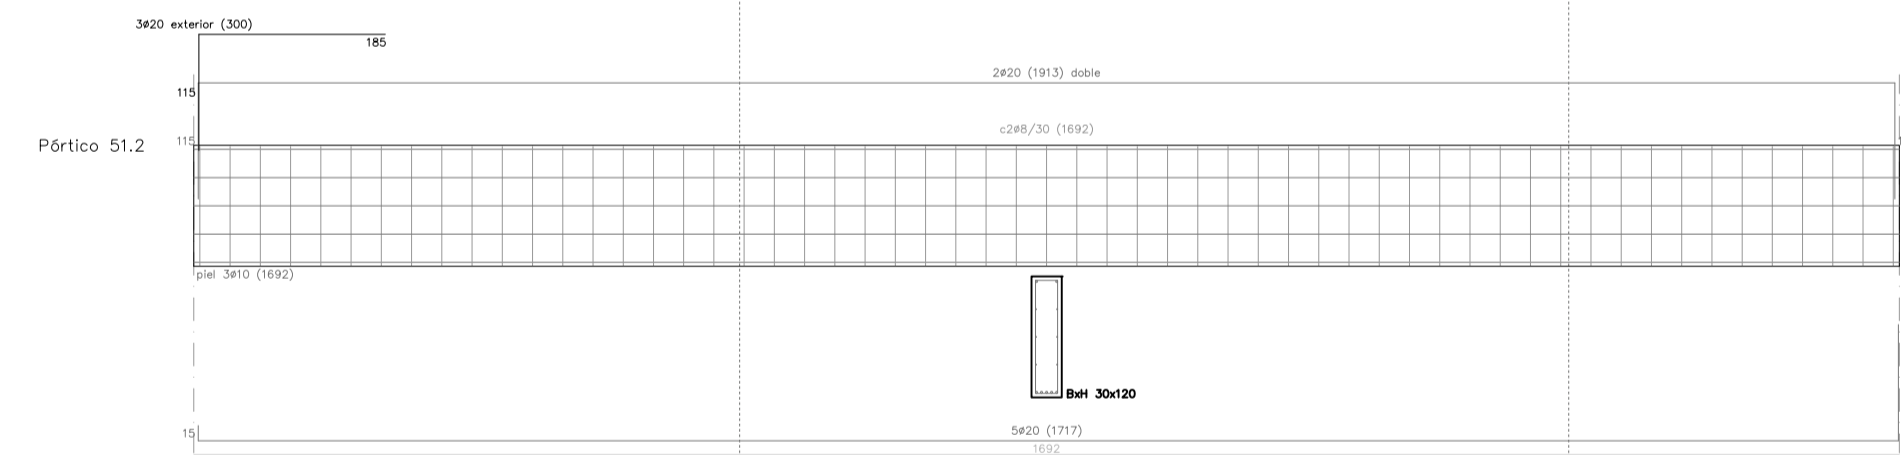 3ø20 exterior (300)
185
2ø20 (1913) doble
115
c2ø8/30 (1692)
115
Pórtico 51.2
piel 3ø10 (1692)
BxH 30x120
15
5ø20 (1717)
1692